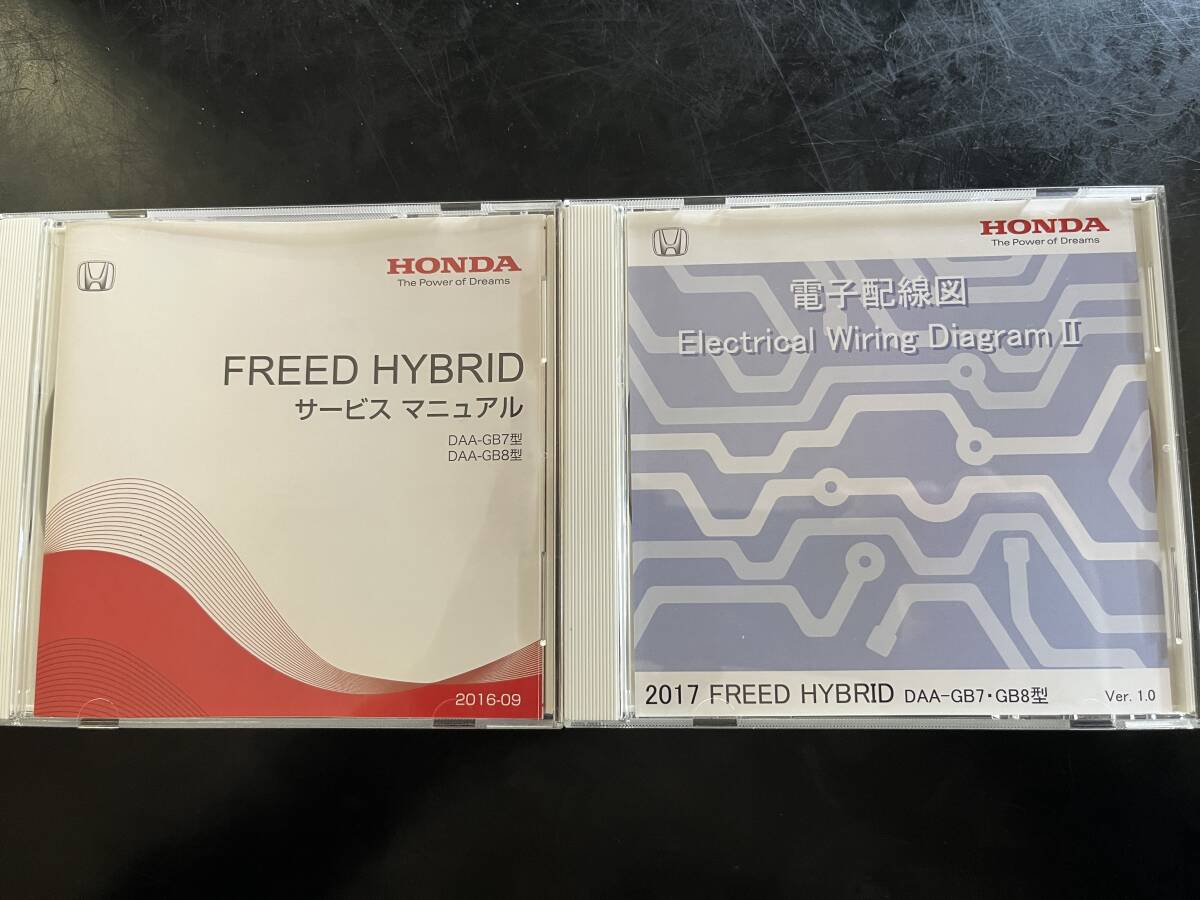 HONDA
The Power of Dreams
FREED HYBRID
サービス マニュアル
DAA-GB7型
DAA-GB8型
2016-09
HONDA
The Power of Dreams
電子配線図
Electrical Wiring Diagram Ⅱ
2017 FREED HYBRID DAA-GB7・GB8型 Ver. 1.0